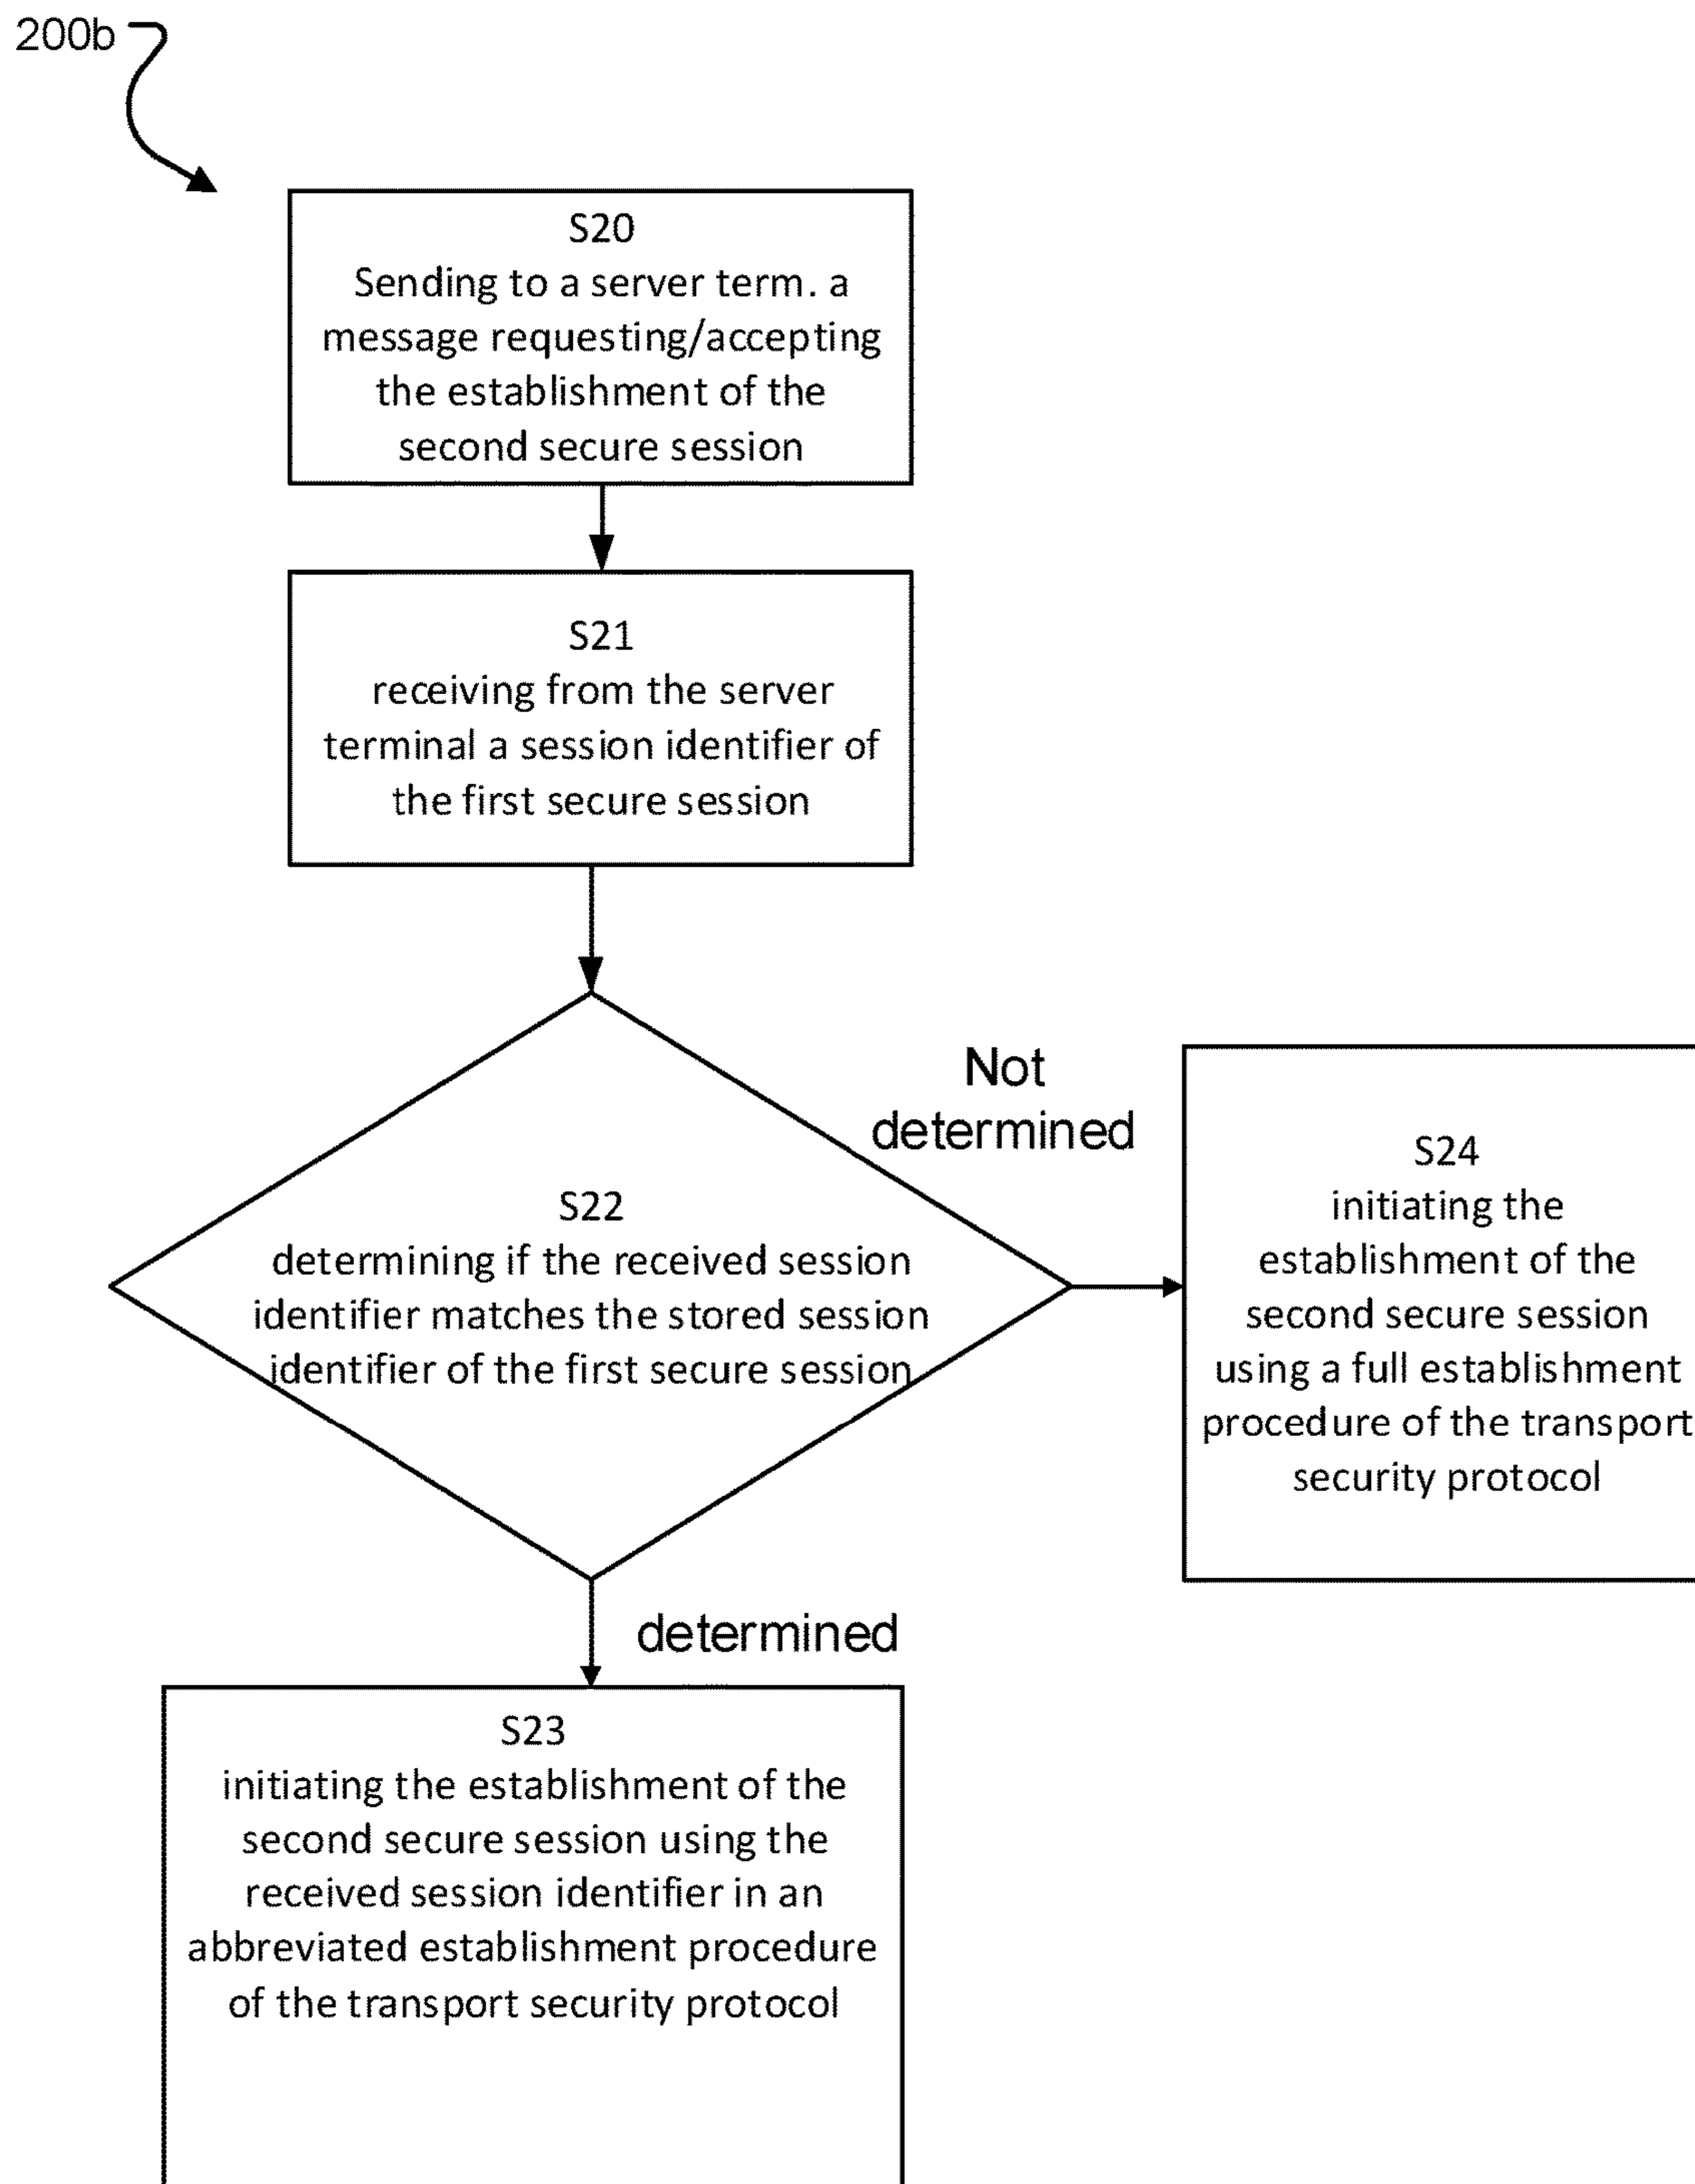 200b
S20
Sending to a server term. a
message requesting/accepting
the establishment of the
second secure session
S21
receiving from the server
terminal a session identifier of
the first secure session
Not
determined
S22
determining if the received session
identifier matches the stored session
identifier of the first secure session
S24
initiating the
establishment of the
second secure session
using a full establishment
procedure of the transport
security protocol
determined
S23
initiating the establishment of the
second secure session using the
received session identifier in an
abbreviated establishment procedure
of the transport security protocol